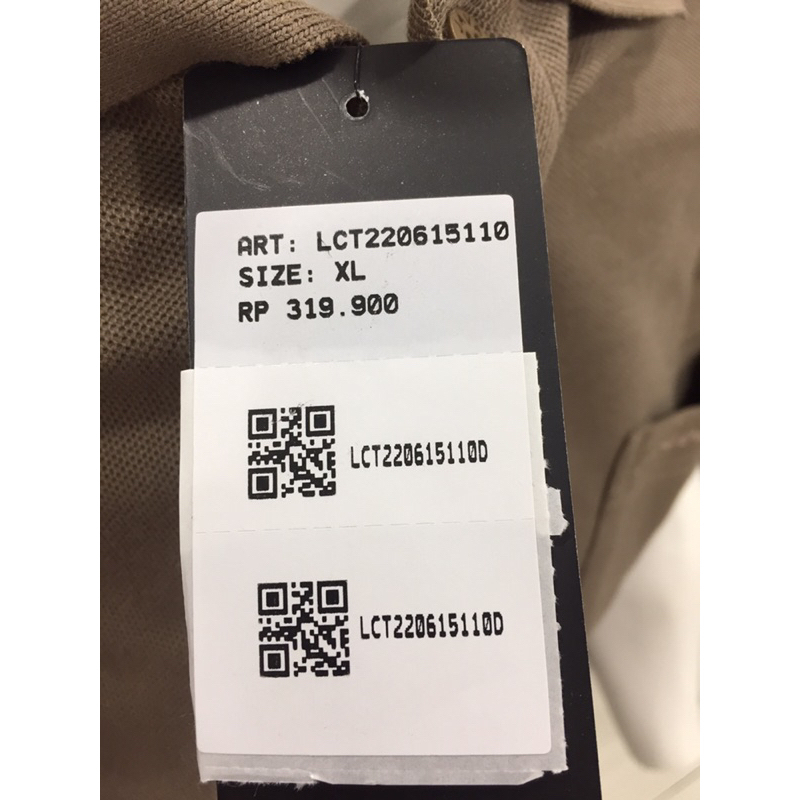 ART: LCT220615110
SIZE: XL
RP 319.900
LCT220615110D
LCT220615110D